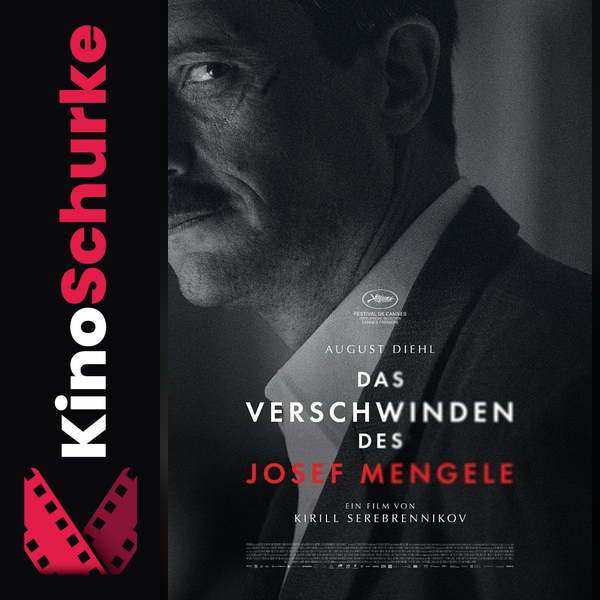 KinoSchurke
FESTIVAL DE CANNES
AUGUST DIEHL
DAS
VERSCHWINDEN
DES
JOSEF MENGELE
EIN FILM VON
KIRILL SEREBRENNIKOV